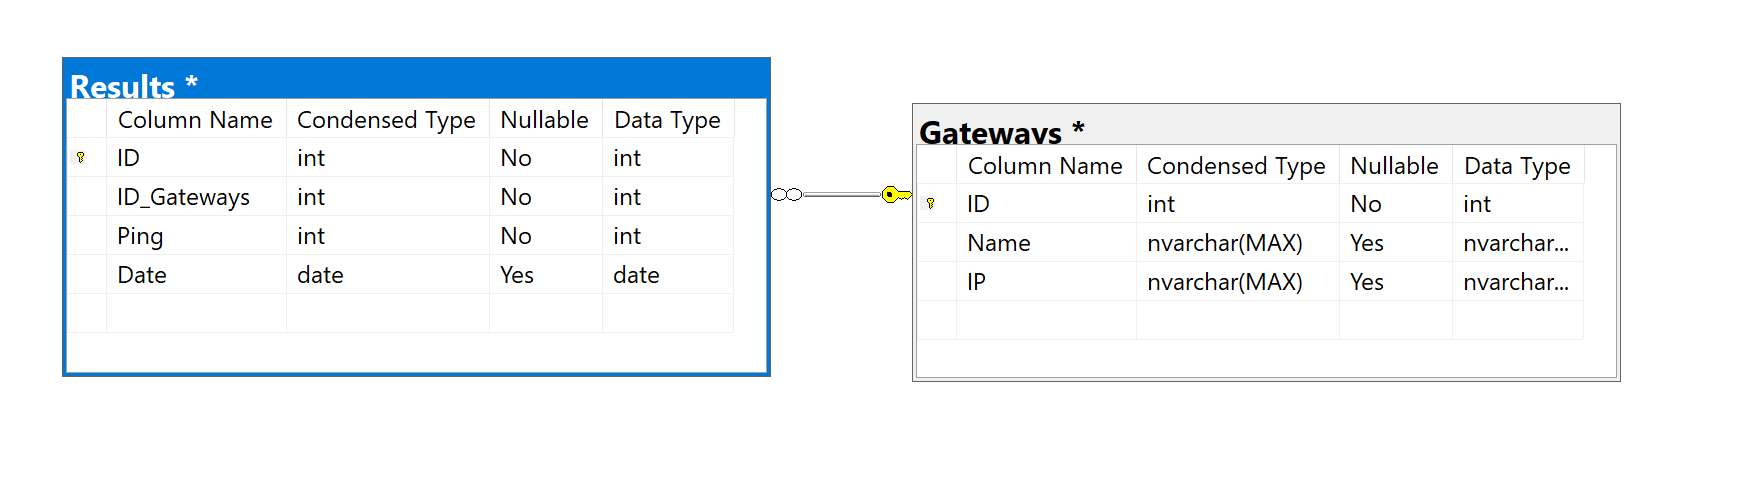 Results *
Column Name Condensed Type Nullable Data Type
ID int No int
ID_Gateways int No int
Ping int No int
Date date Yes date
Gateways *
Column Name Condensed Type Nullable Data Type
ID int No int
Name nvarchar(MAX) Yes nvarchar...
IP nvarchar(MAX) Yes nvarchar...